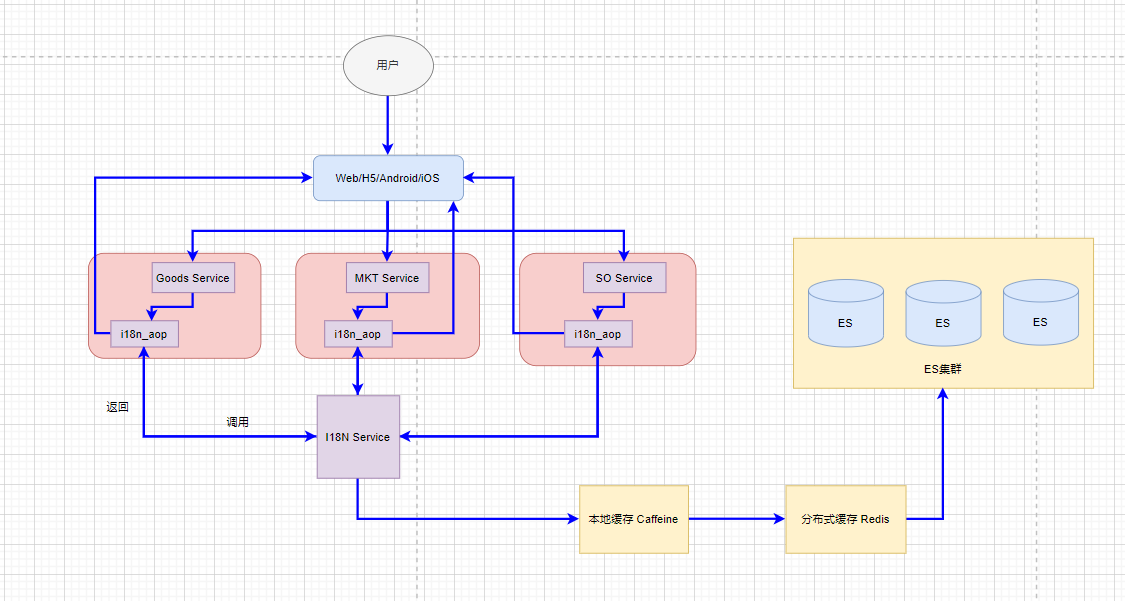 用户
Web/H5/Android/iOS
Goods Service
MKT Service
SO Service
i18n_aop
i18n_aop
i18n_aop
ES
ES
ES
ES集群
返回
调用
I18N Service
本地缓存 Caffeine
分布式缓存 Redis